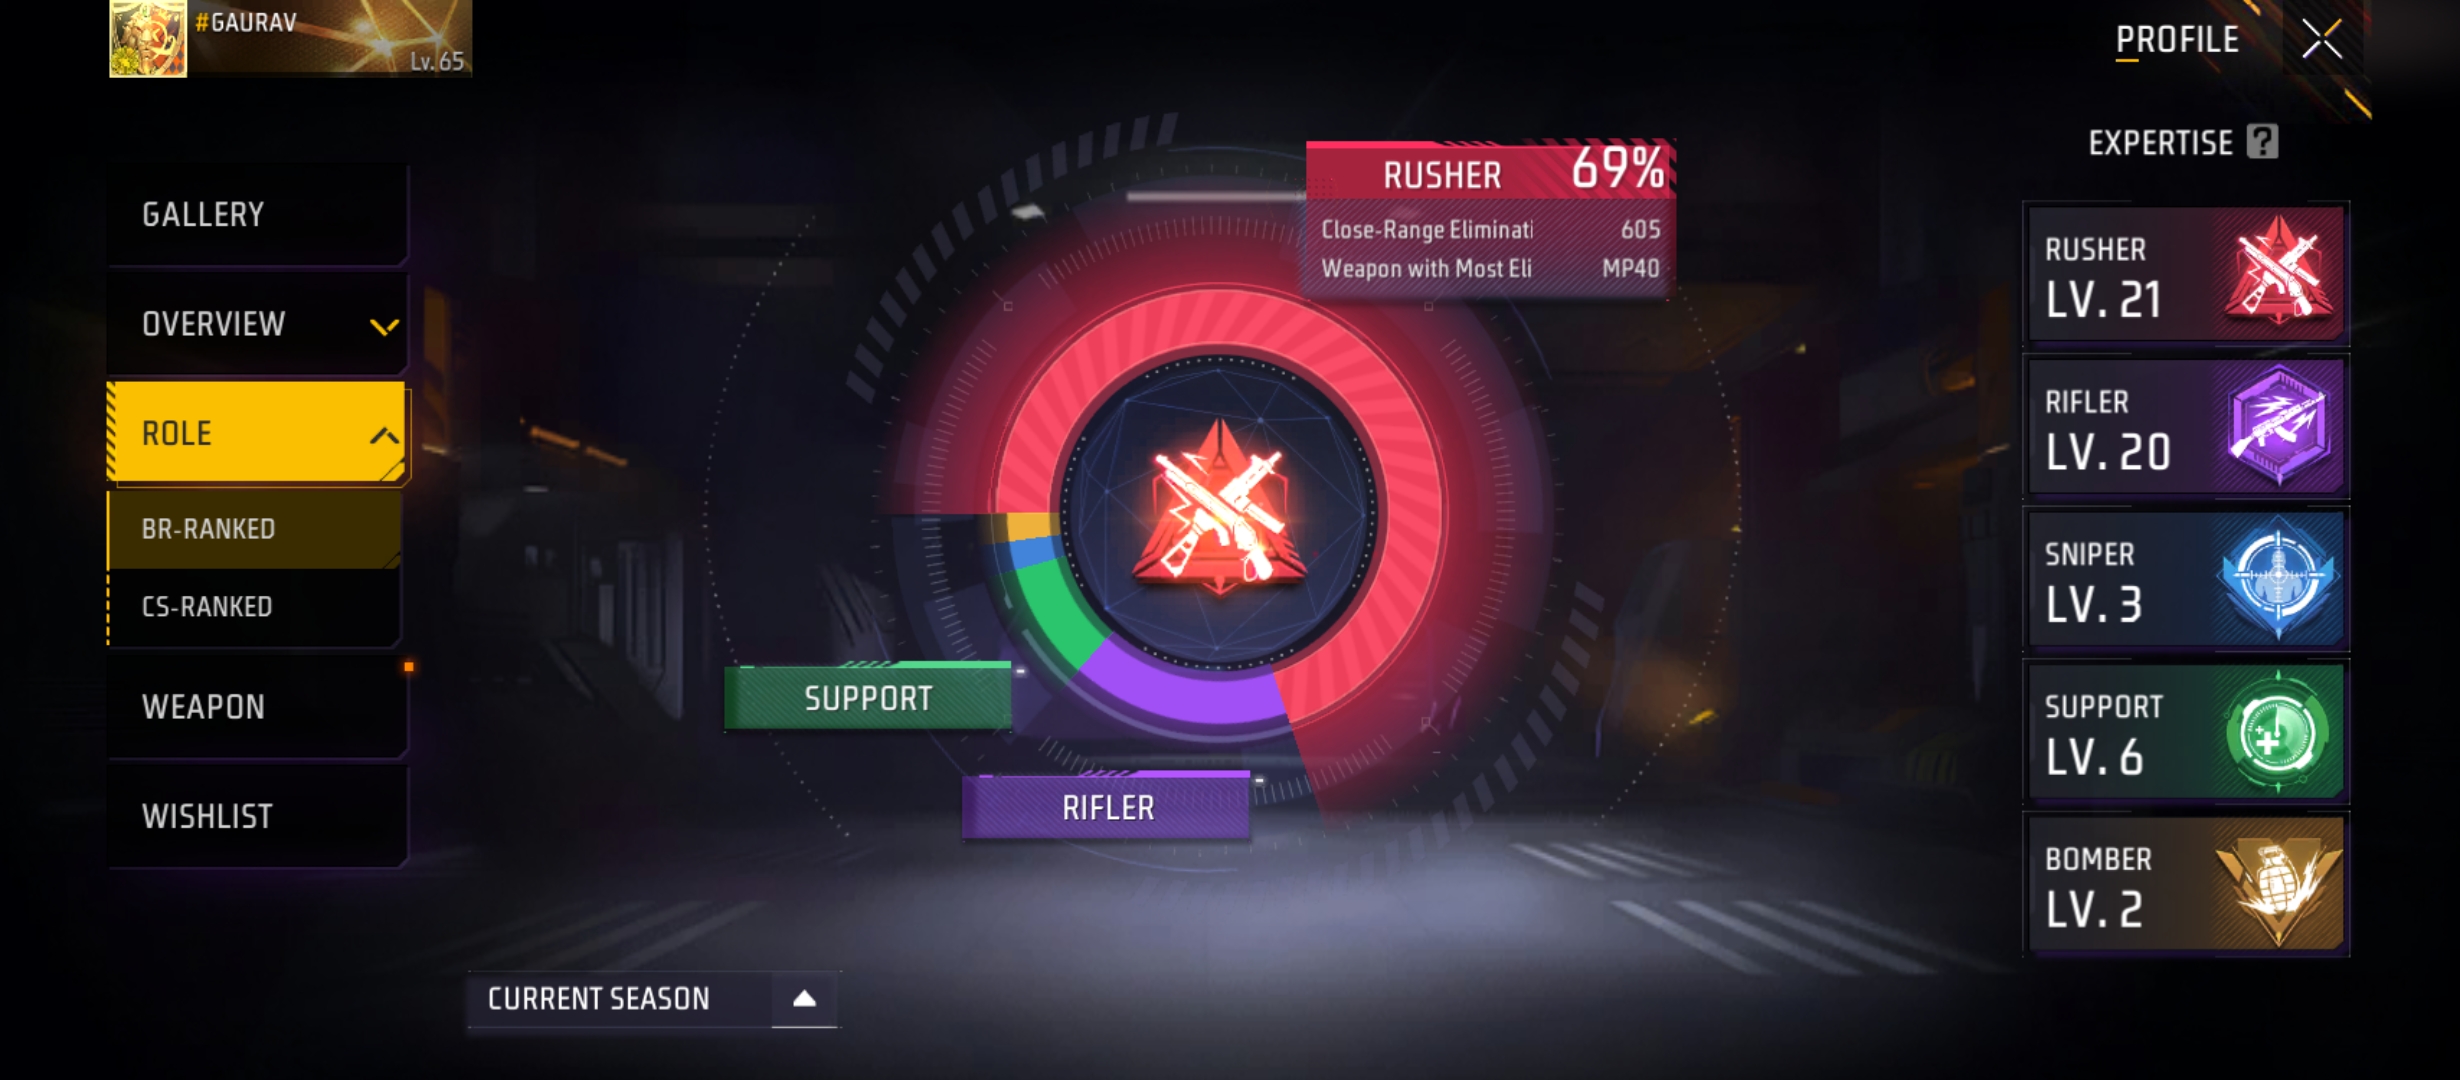 #GAURAV
Lv. 65
PROFILE
EXPERTISE ?
GALLERY
OVERVIEW
ROLE
BR-RANKED
CS-RANKED
WEAPON
WISHLIST
RUSHER 69%
Close-Range Eliminati 605
Weapon with Most Eli MP40
SUPPORT
RIFLER
CURRENT SEASON
RUSHER
LV. 21
RIFLER
LV. 20
SNIPER
LV. 3
SUPPORT
LV. 6
BOMBER
LV. 2